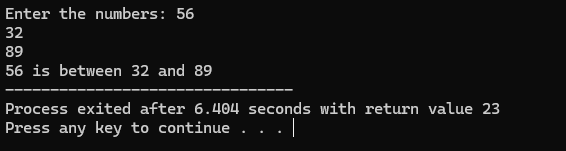 Enter the numbers: 56
32
89
56 is between 32 and 89
--------------------------------
Process exited after 6.404 seconds with return value 23
Press any key to continue . . .